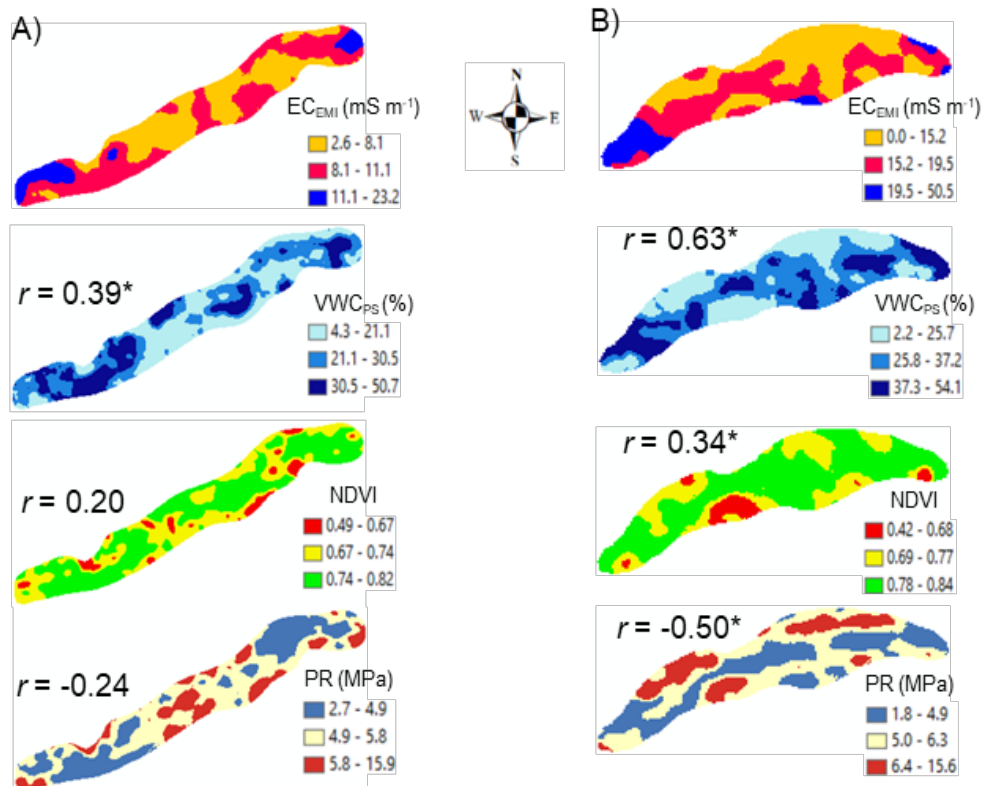 A)
EC_EMI (mS m⁻¹)
2.6 - 8.1
8.1 - 11.1
11.1 - 23.2
r = 0.39*
VWC_PS (%)
4.3 - 21.1
21.1 - 30.5
30.5 - 50.7
r = 0.20
NDVI
0.49 - 0.67
0.67 - 0.74
0.74 - 0.82
r = -0.24
PR (MPa)
2.7 - 4.9
4.9 - 5.8
5.8 - 15.9
N
W E
S
B)
EC_EMI (mS m⁻¹)
0.0 - 15.2
15.2 - 19.5
19.5 - 50.5
r = 0.63*
VWC_PS (%)
2.2 - 25.7
25.8 - 37.2
37.3 - 54.1
r = 0.34*
NDVI
0.42 - 0.68
0.69 - 0.77
0.78 - 0.84
r = -0.50*
PR (MPa)
1.8 - 4.9
5.0 - 6.3
6.4 - 15.6